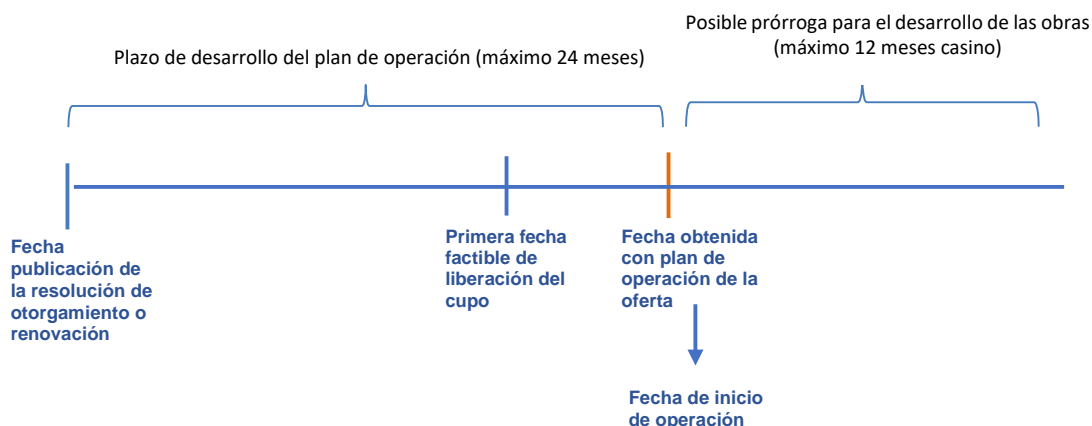 Posible prórroga para el desarrollo de las obras
(máximo 12 meses casino)
Plazo de desarrollo del plan de operación (máximo 24 meses)
Fecha
publicación de
la resolución de
otorgamiento o
renovación
Primera fecha
factible de
liberación del
cupo
Fecha obtenida
con plan de
operación de la
oferta
Fecha de inicio
de operación